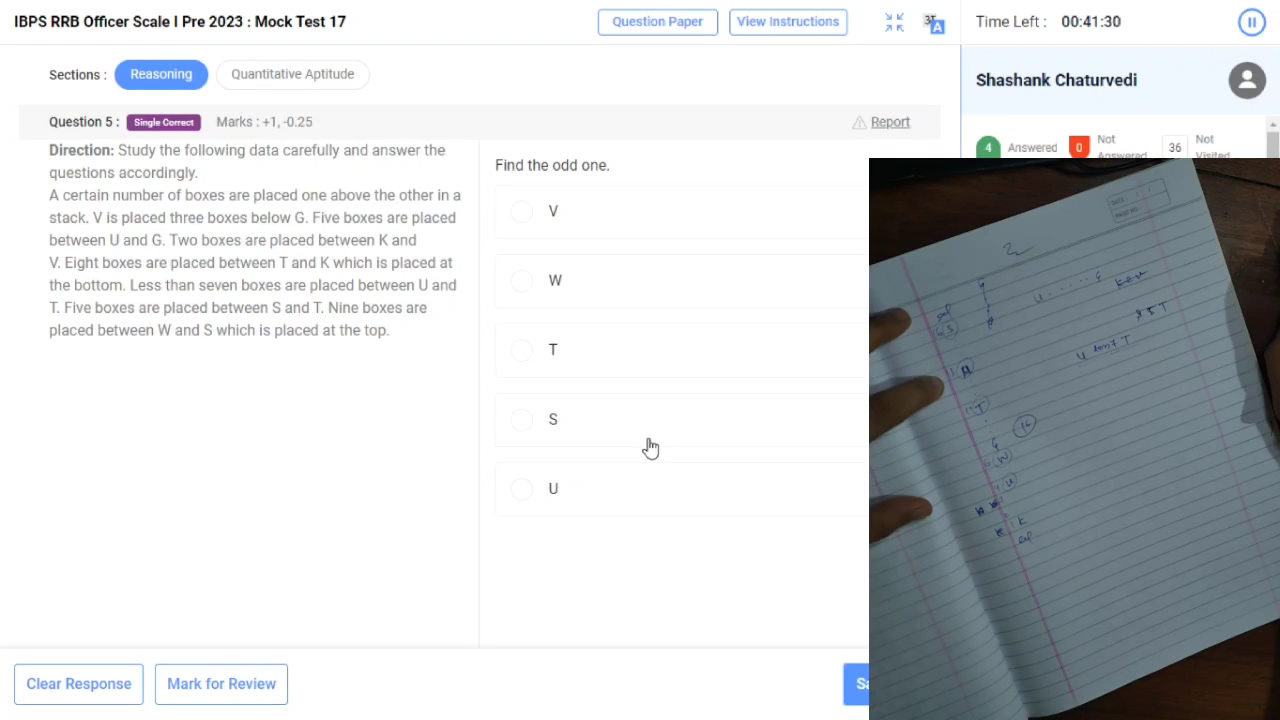 IBPS RRB Officer Scale I Pre 2023 : Mock Test 17
Question Paper
View Instructions
Time Left : 00:41:30
Sections :
Reasoning
Quantitative Aptitude
Shashank Chaturvedi
Question 5 :
Single Correct
Marks : +1, -0.25
Report
4
Answered
0
Not
Answered
36
Not
Visited
Direction: Study the following data carefully and answer the
questions accordingly.
A certain number of boxes are placed one above the other in a
stack. V is placed three boxes below G. Five boxes are placed
between U and G. Two boxes are placed between K and
V. Eight boxes are placed between T and K which is placed at
the bottom. Less than seven boxes are placed between U and
T. Five boxes are placed between S and T. Nine boxes are
placed between W and S which is placed at the top.
Find the odd one.
V
W
T
S
U
Clear Response
Mark for Review
DATE
PAGE NO.
2
U . . . . . G
T
T
W
U
K